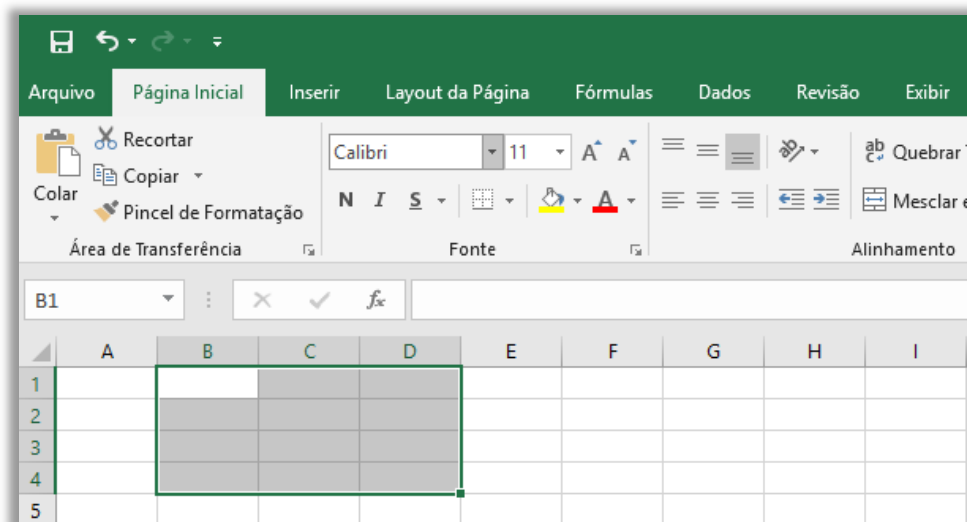 Arquivo Página Inicial Inserir Layout da Página Fórmulas Dados Revisão Exibir
Colar
Recortar
Copiar
Pincel de Formatação
Área de Transferência
Calibri 11 A A
N I S A
Fonte
ab c Quebrar
Mesclar e
Alinhamento
B1 fx
A B C D E F G H I
1
2
3
4
5